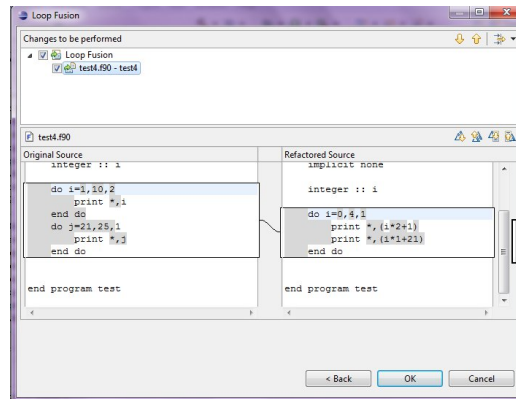 Loop Fusion
Changes to be performed
Loop Fusion
test4.f90 - test4
test4.f90
Original Source
integer :: i
do i=1,10,2
print *,i
end do
do j=21,25,1
print *,j
end do
end program test
Refactored Source
implicit none
integer :: i
do i=0,4,1
print *,(i*2+1)
print *,(i*1+21)
end do
end program test
< Back
OK
Cancel